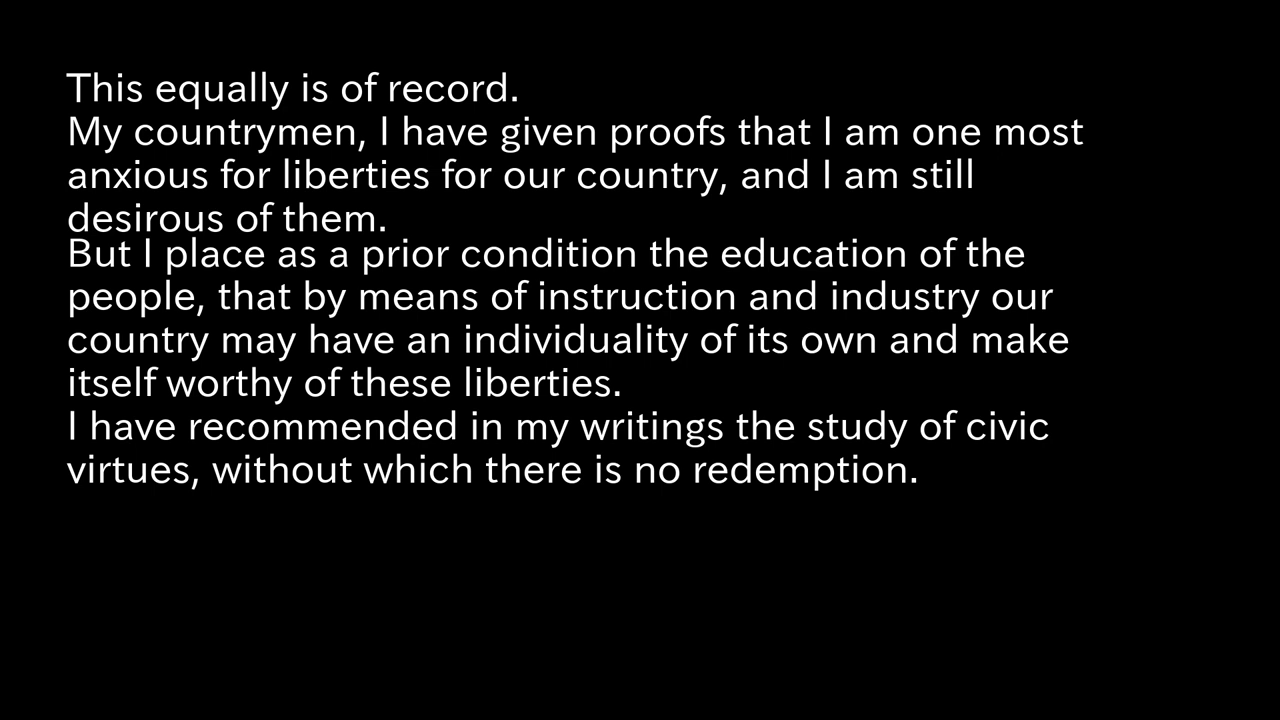 This equally is of record.
My countrymen, I have given proofs that I am one most
anxious for liberties for our country, and I am still
desirous of them.
But I place as a prior condition the education of the
people, that by means of instruction and industry our
country may have an individuality of its own and make
itself worthy of these liberties.
I have recommended in my writings the study of civic
virtues, without which there is no redemption.